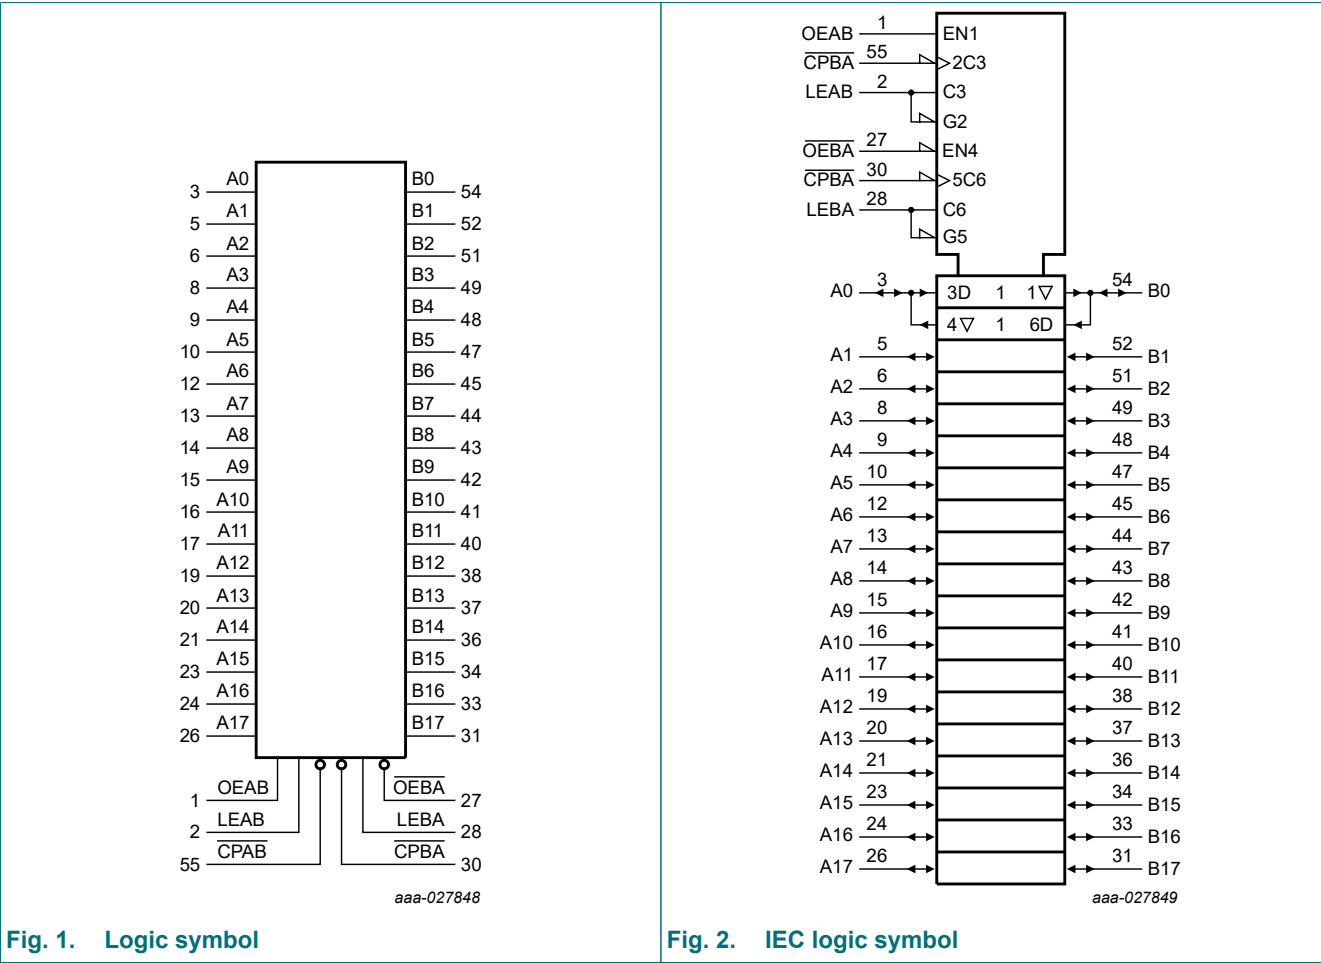 A0
3
B0
54
A1
5
B1
52
A2
6
B2
51
A3
8
B3
49
A4
9
B4
48
A5
10
B5
47
A6
12
B6
45
A7
13
B7
44
A8
14
B8
43
A9
15
B9
42
A10
16
B10
41
A11
17
B11
40
A12
19
B12
38
A13
20
B13
37
A14
21
B14
36
A15
23
B15
34
A16
24
B16
33
A17
26
B17
31
OEAB
1
OEBA
27
LEAB
2
LEBA
28
CPAB
55
CPBA
30
aaa-027848
Fig. 1. Logic symbol
OEAB 1 EN1
CPBA 55 2C3
LEAB 2 C3
G2
OEBA 27 EN4
CPBA 30 5C6
LEBA 28 C6
G5
A0 3 3D 1 1▽ 54 B0
4▽ 1 6D
A1 5 52 B1
A2 6 51 B2
A3 8 49 B3
A4 9 48 B4
A5 10 47 B5
A6 12 45 B6
A7 13 44 B7
A8 14 43 B8
A9 15 42 B9
A10 16 41 B10
A11 17 40 B11
A12 19 38 B12
A13 20 37 B13
A14 21 36 B14
A15 23 34 B15
A16 24 33 B16
A17 26 31 B17
aaa-027849
Fig. 2. IEC logic symbol